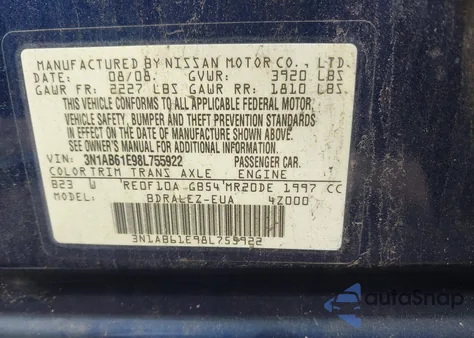 MANUFACTURED BY NISSAN MOTOR CO., LTD.
DATE: 08/08. GVWR: 3920 LBS
GAWR FR: 2227 LBS GAWR RR: 1810 LBS
THIS VEHICLE CONFORMS TO ALL APPLICABLE FEDERAL MOTOR
VEHICLE SAFETY, BUMPER AND THEFT PREVENTION STANDARDS
IN EFFECT ON THE DATE OF MANUFACTURE SHOWN ABOVE.
SEE OWNER'S MANUAL FOR ADDITIONAL INFORMATION.
VIN: 3N1AB61E98L755922 PASSENGER CAR
COLOR TRIM TRANS AXLE ENGINE
B23 W RE0F10A GB54 MR20DE 1997 CC
MODEL: BDRALEZ-EUA 4Z000
3N1AB61E98L755922
autoSnap